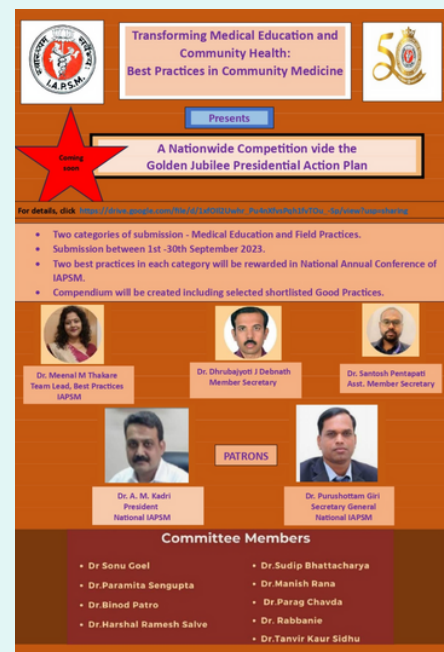 I.A.P.S.M.
Transforming Medical Education and
Community Health:
Best Practices in Community Medicine
Presents
Coming
soon
A Nationwide Competition vide the
Golden Jubilee Presidential Action Plan
For details, click
• Two categories of submission - Medical Education and Field Practices.
• Submission between 1st -30th September 2023.
• Two best practices in each category will be rewarded in National Annual Conference of
IAPSM.
• Compendium will be created including selected shortlisted Good Practices.
Dr. Meenal M Thakare
Team Lead, Best Practices
IAPSM
Dr. Dhrubajyoti J Debnath
Member Secretary
Dr. Santosh Pentapati
Asst. Member Secretary
PATRONS
Dr. A. M. Kadri
President
National IAPSM
Dr. Purushottam Giri
Secretary General
National IAPSM
Committee Members
• Dr Sonu Goel
• Dr.Paramita Sengupta
• Dr.Binod Patro
• Dr.Harshal Ramesh Salve
• Dr.Sudip Bhattacharya
• Dr.Manish Rana
• Dr.Parag Chavda
• Dr. Rabbanie
• Dr.Tanvir Kaur Sidhu